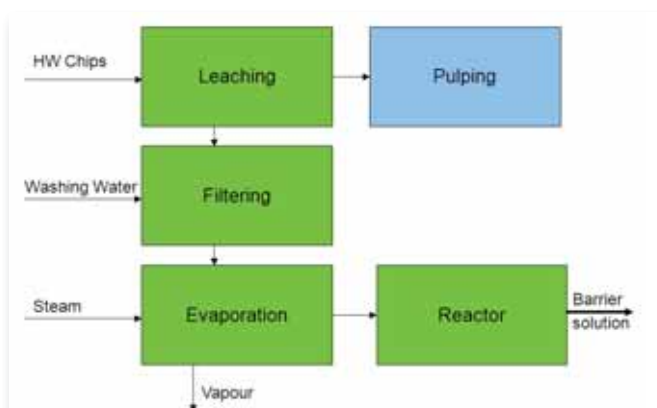 HW Chips
Leaching
Pulping
Washing Water
Filtering
Steam
Evaporation
Reactor
Barrier
solution
Vapour